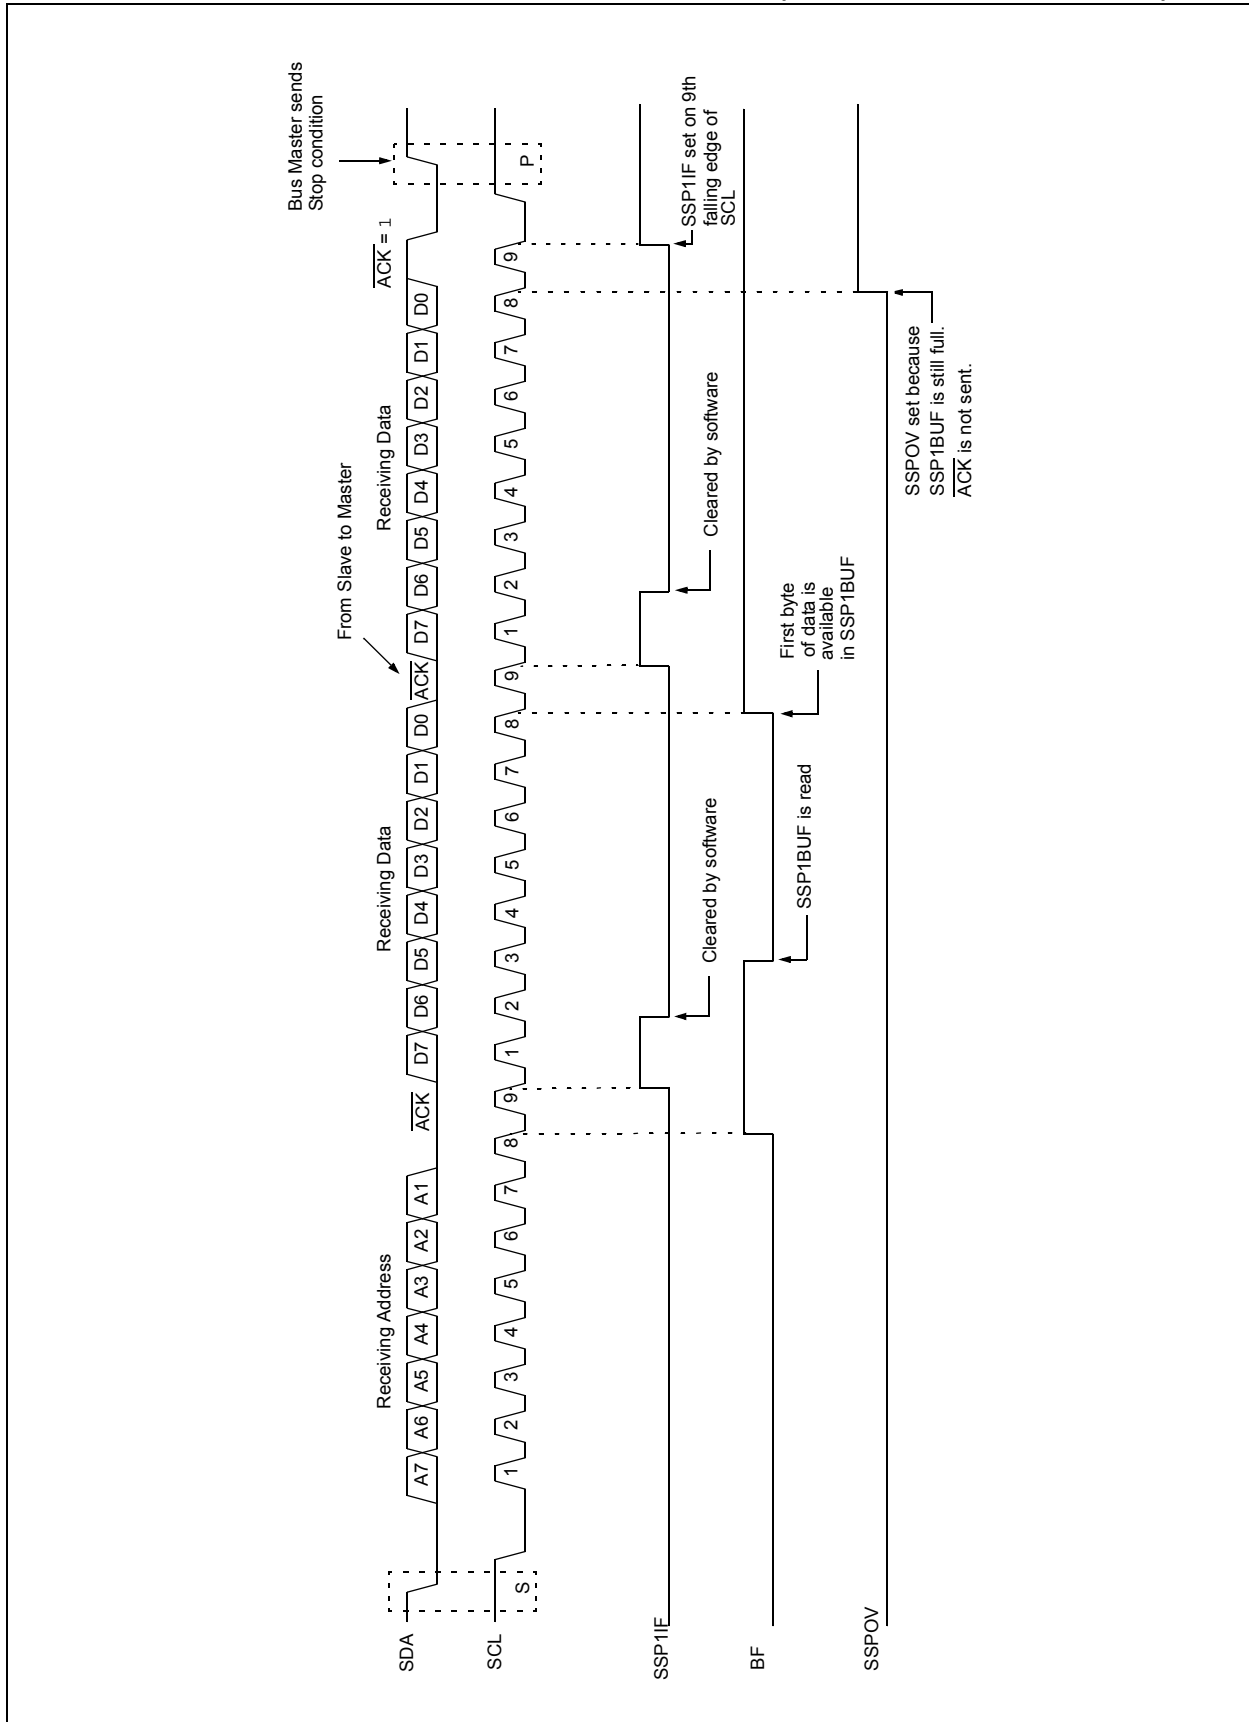 Bus Master sends
Stop condition
From Slave to Master
Receiving Address
Receiving Data
Receiving Data
ACK = 1
SDA
A7 A6 A5 A4 A3 A2 A1
ACK
D7 D6 D5 D4 D3 D2 D1 D0
ACK
D7 D6 D5 D4 D3 D2 D1 D0
SCL
S
1 2 3 4 5 6 7 8 9
1 2 3 4 5 6 7 8 9
1 2 3 4 5 6 7 8 9
P
SSP1IF
Cleared by software
Cleared by software
SSP1IF set on 9th
falling edge of
SCL
BF
SSP1BUF is read
First byte
of data is
available
in SSP1BUF
SSPOV
SSPOV set because
SSP1BUF is still full.
ACK is not sent.